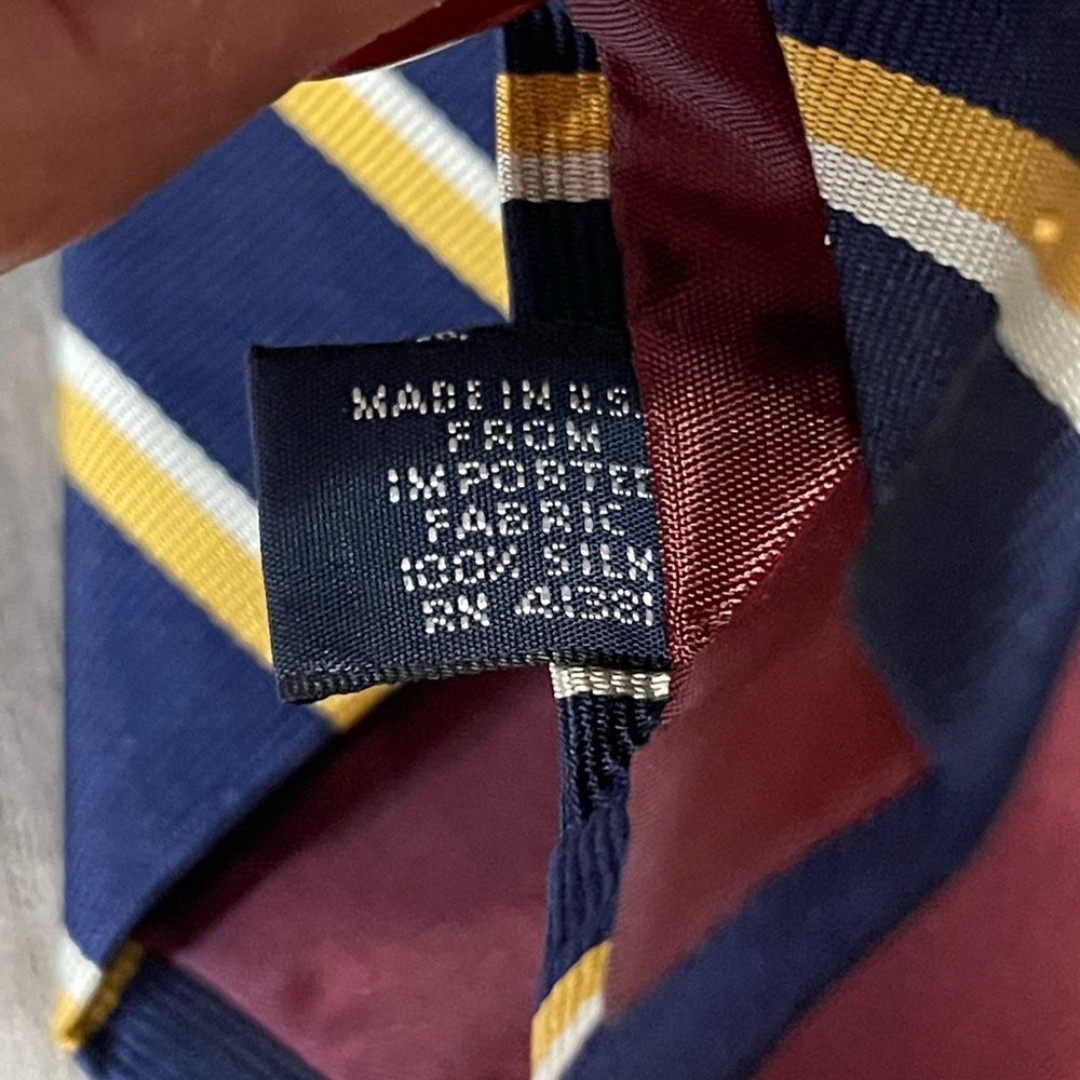 MADE IN U.S.
FROM
IMPORTED
FABRIC
100% SILK
RN 41381